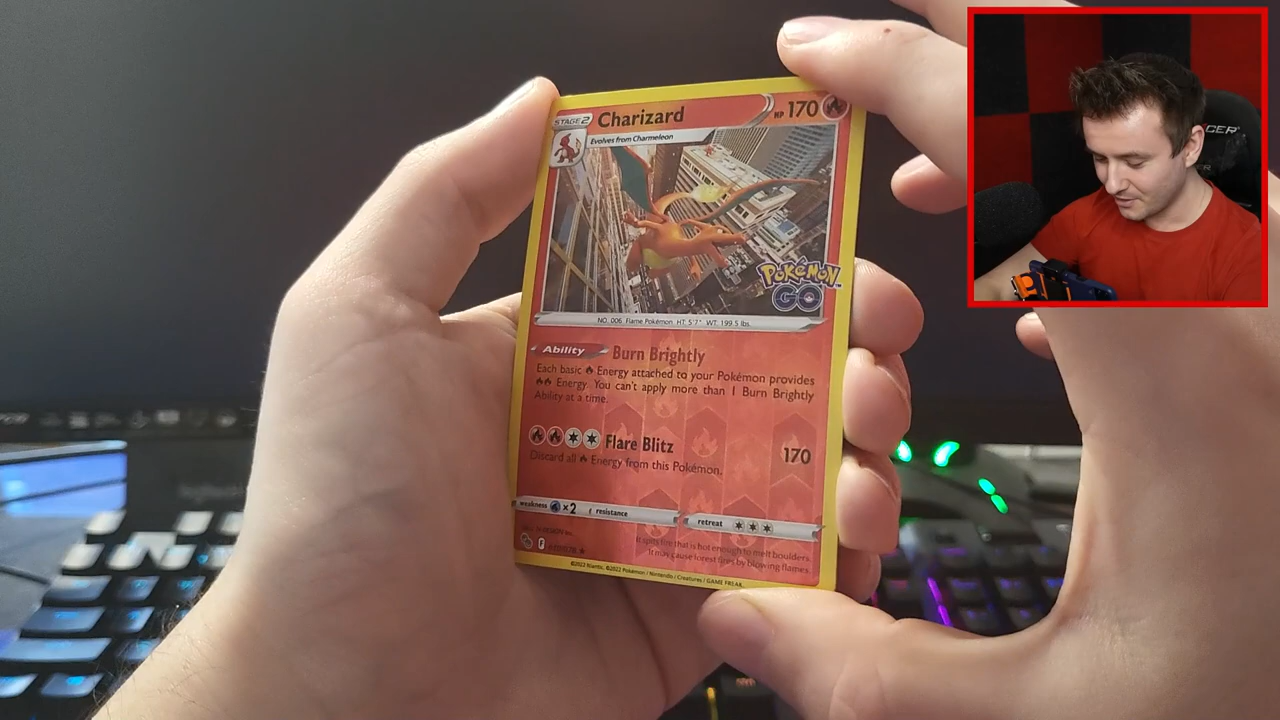 STAGE 2 Charizard HP 170
Evolves from Charmeleon
Pokémon
GO
NO. 006 Flame Pokémon HT: 5'7" WT: 199.5 lbs.
Ability Burn Brightly
Each basic Energy attached to your Pokémon provides
Energy. You can't apply more than 1 Burn Brightly
Ability at a time.
Flare Blitz 170
Discard all Energy from this Pokémon.
weakness ×2 resistance retreat
It spits fire that is hot enough to melt boulders.
It may cause forest fires by blowing flames.
F
©2022 Niantic, ©2022 Pokémon / Nintendo / Creatures / GAME FREAK